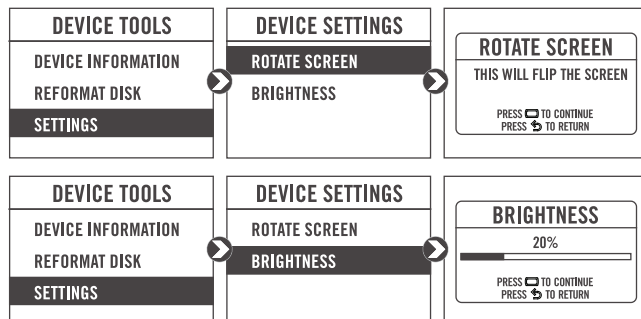 DEVICE TOOLS
DEVICE INFORMATION
REFORMAT DISK
SETTINGS
DEVICE SETTINGS
ROTATE SCREEN
BRIGHTNESS
ROTATE SCREEN
THIS WILL FLIP THE SCREEN
PRESS TO CONTINUE
PRESS TO RETURN
DEVICE TOOLS
DEVICE INFORMATION
REFORMAT DISK
SETTINGS
DEVICE SETTINGS
ROTATE SCREEN
BRIGHTNESS
BRIGHTNESS
20%
PRESS TO CONTINUE
PRESS TO RETURN